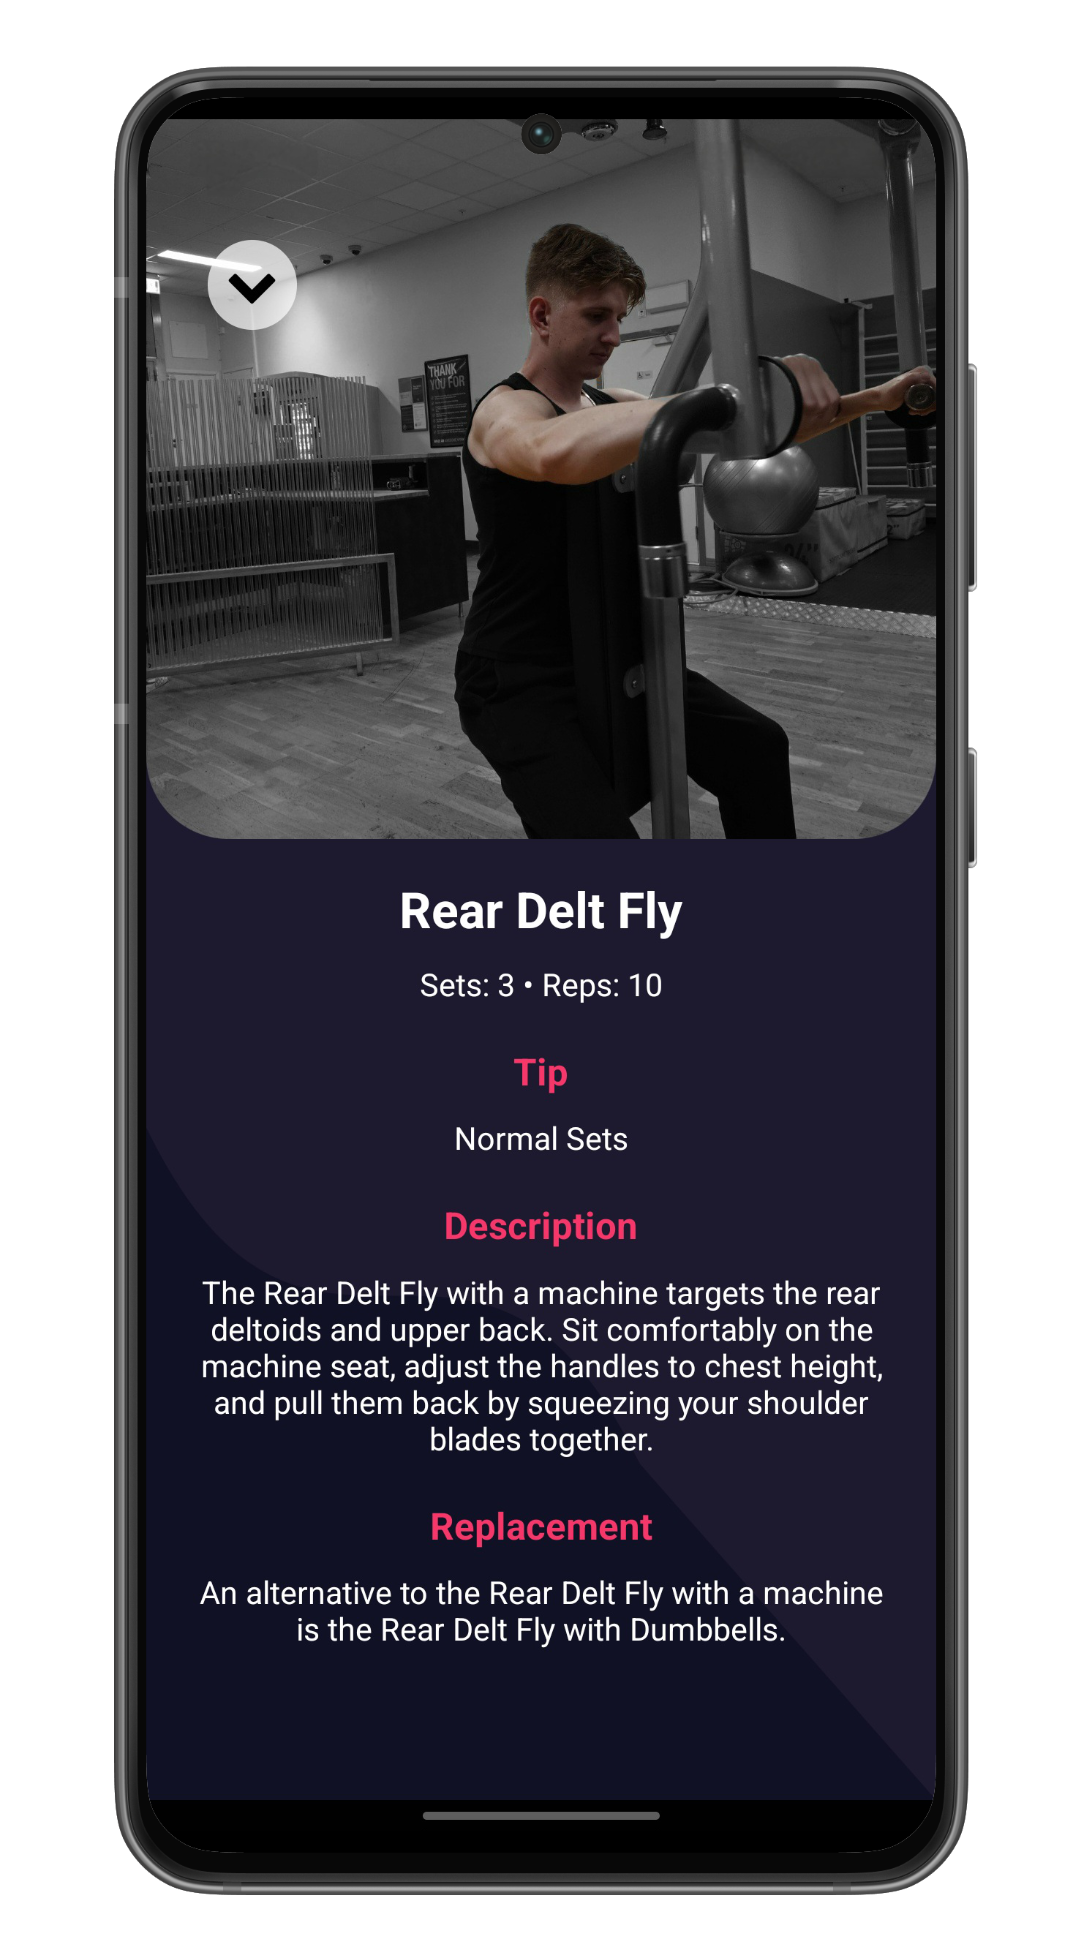 THANK
YOU FOR
Rear Delt Fly
Sets: 3 • Reps: 10
Tip
Normal Sets
Description
The Rear Delt Fly with a machine targets the rear
deltoids and upper back. Sit comfortably on the
machine seat, adjust the handles to chest height,
and pull them back by squeezing your shoulder
blades together.
Replacement
An alternative to the Rear Delt Fly with a machine
is the Rear Delt Fly with Dumbbells.